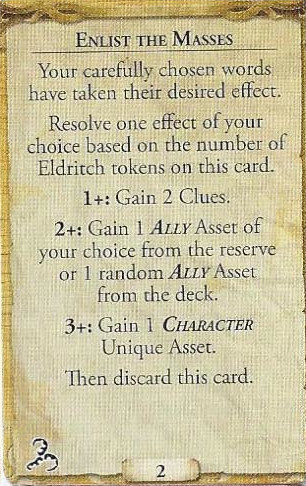 ENLIST THE MASSES
Your carefully chosen words
have taken their desired effect.
Resolve one effect of your
choice based on the number of
Eldritch tokens on this card.
1+: Gain 2 Clues.
2+: Gain 1 ALLY Asset of
your choice from the reserve
or 1 random ALLY Asset
from the deck.
3+: Gain 1 CHARACTER
Unique Asset.
Then discard this card.
2